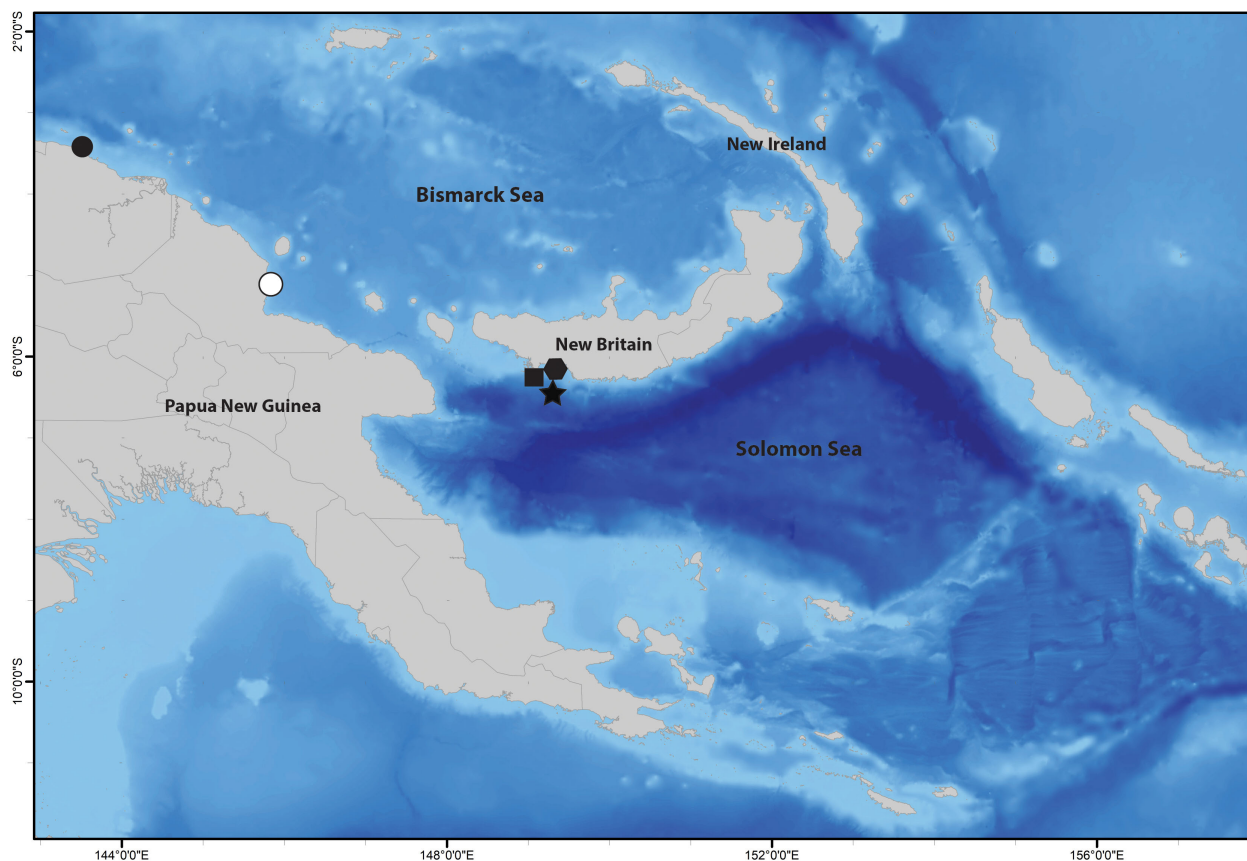 2°0'0"S
New Ireland
Bismarck Sea
New Britain
6°0'0"S
Papua New Guinea
Solomon Sea
10°0'0"S
144°0'0"E
148°0'0"E
152°0'0"E
156°0'0"E